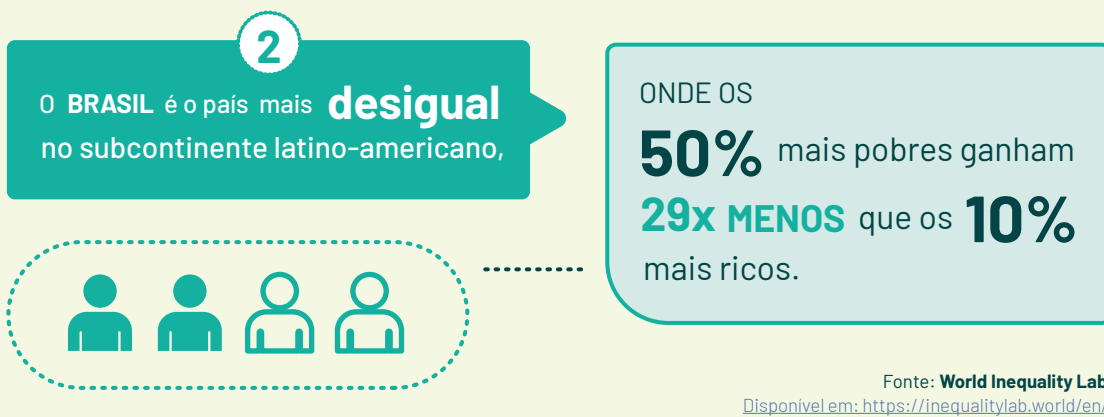 2
O BRASIL é o país mais desigual
no subcontinente latino-americano,
ONDE OS
50% mais pobres ganham
29x MENOS que os 10%
mais ricos.
Fonte: World Inequality Lab
Disponível em: https://inequalitylab.world/en/